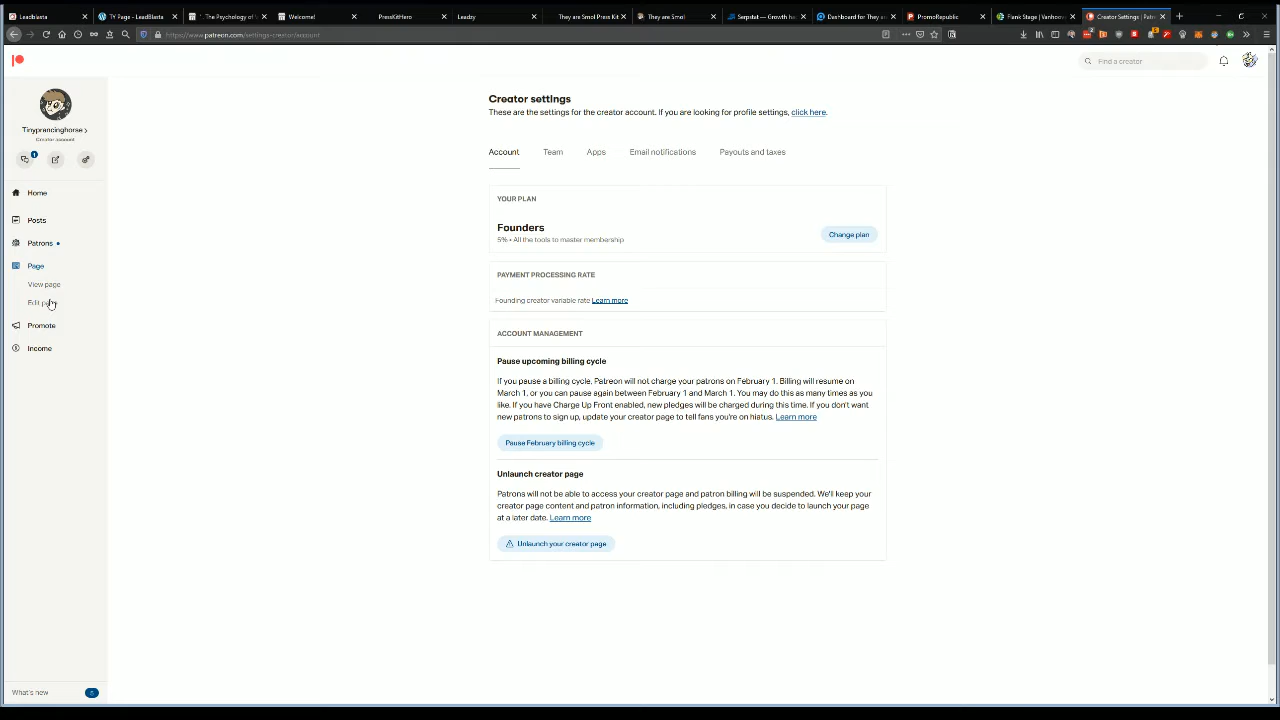 Leadblasta
TY Page - LeadBlasta
'. The Psychology of
Welcome!
PressKitHero
Leadzy
They are Smol Press Kit
They are Smol
Serpstat — Growth ha
Dashboard for They ar
PromoRepublic
Flank Stage | Vanhoov
Creator Settings | Patr
https://www.patreon.com/settings-creator/account
Find a creator
Tinyprancinghorse
Creator account
1
Home
Posts
Patrons
Page
View page
Edit page
Promote
Income
What's new
Creator settings
These are the settings for the creator account. If you are looking for profile settings, click here.
Account Team Apps Email notifications Payouts and taxes
YOUR PLAN
Founders
5% • All the tools to master membership
Change plan
PAYMENT PROCESSING RATE
Founding creator variable rate Learn more
ACCOUNT MANAGEMENT
Pause upcoming billing cycle
If you pause a billing cycle, Patreon will not charge your patrons on February 1. Billing will resume on
March 1, or you can pause again between February 1 and March 1. You may do this as many times as you
like. If you have Charge Up Front enabled, new pledges will be charged during this time. If you don't want
new patrons to sign up, update your creator page to tell fans you're on hiatus. Learn more
Pause February billing cycle
Unlaunch creator page
Patrons will not be able to access your creator page and patron billing will be suspended. We'll keep your
creator page content and patron information, including pledges, in case you decide to launch your page
at a later date. Learn more
Unlaunch your creator page